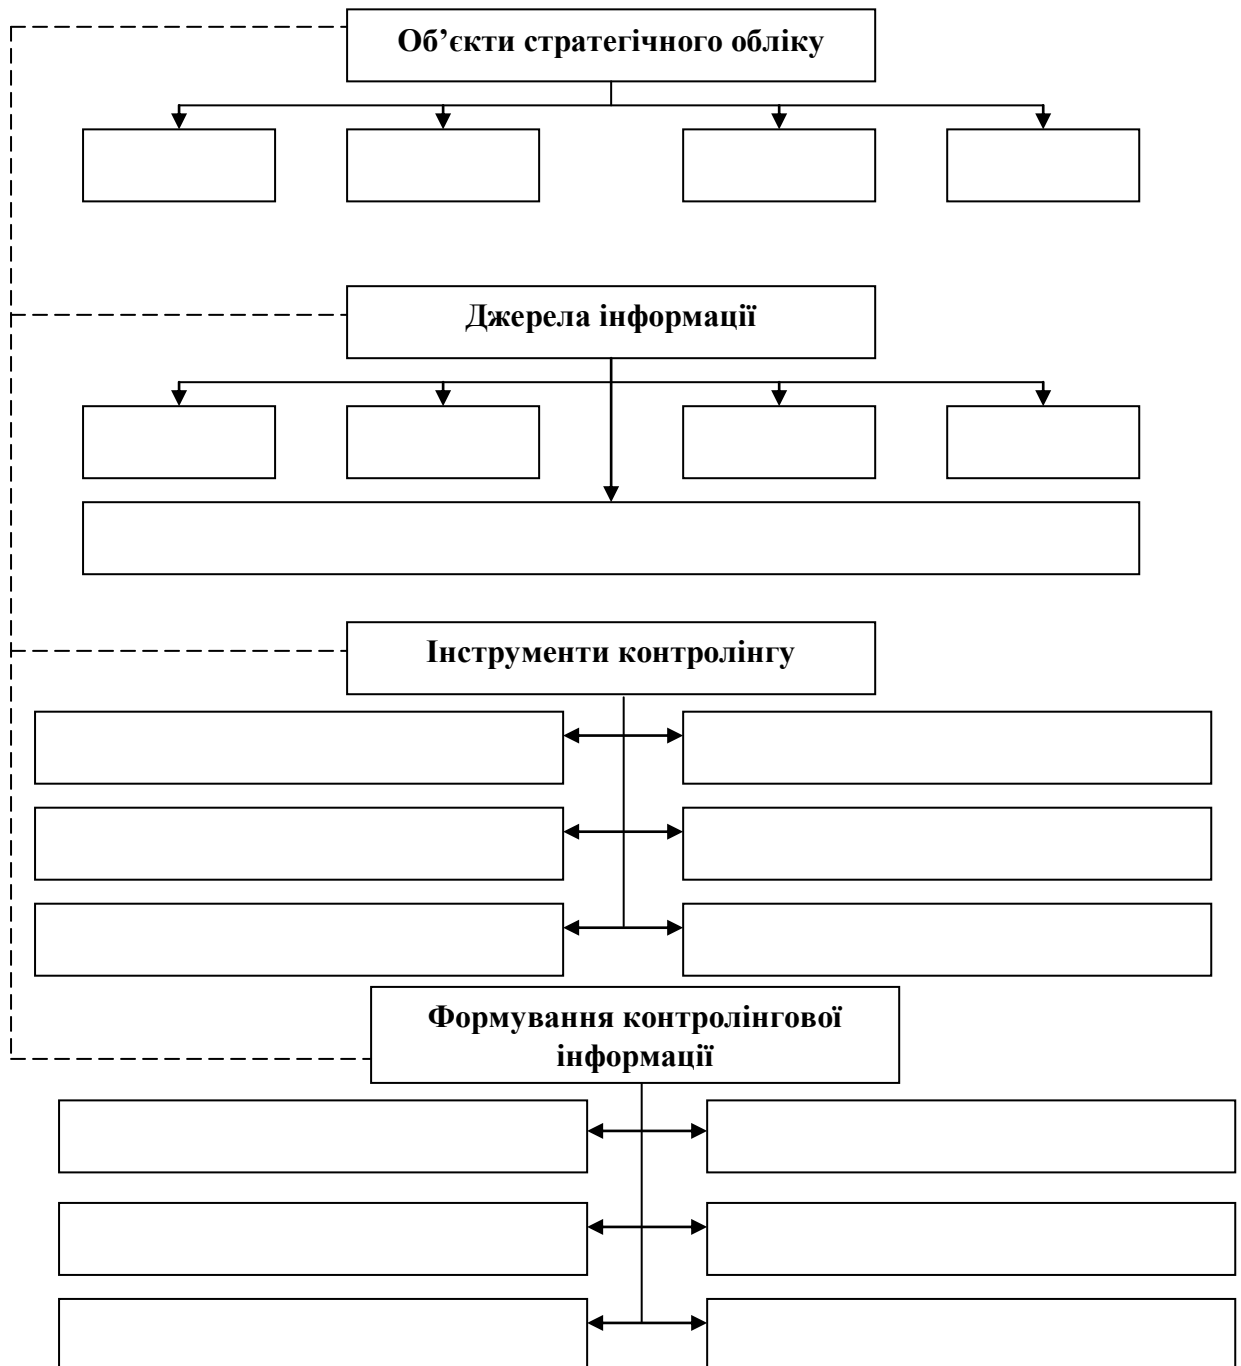 Об’єкти стратегічного обліку
Джерела інформації
Інструменти контролінгу
Формування контролінгової
інформації